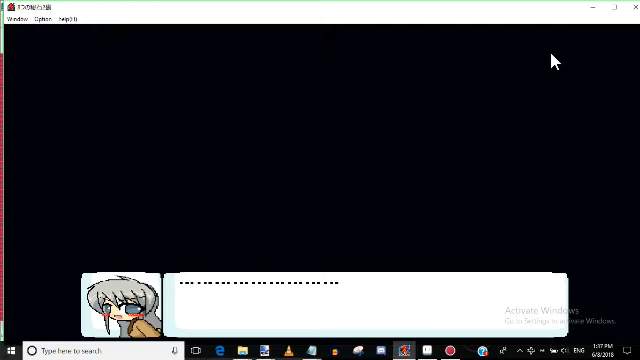 Window Option help(H)
Activate Windows
Go to Settings to activate Windows.
Type here to search
ENG
1:37 PM
6/8/2018